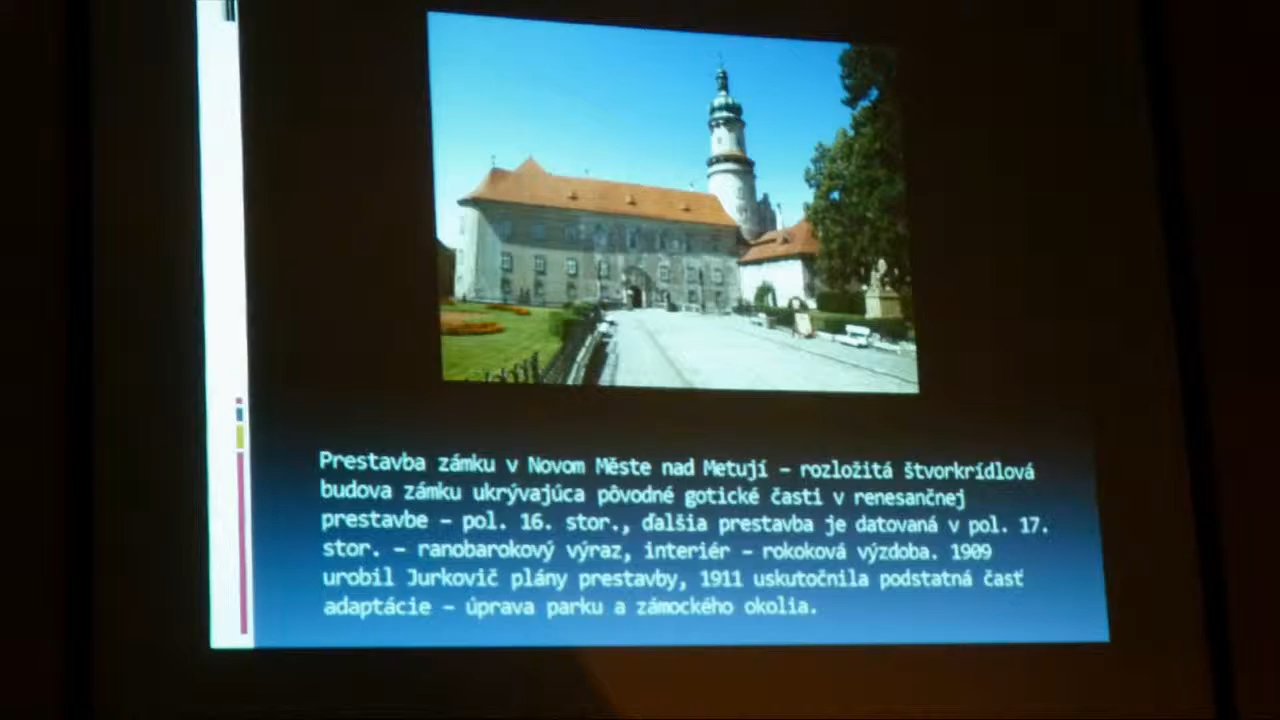 Prestavba zámku v Novom Měste nad Metují – rozložitá štvorkrídlová
budova zámku ukrývajúca pôvodné gotické časti v renesančnej
prestavbe – pol. 16. stor., ďalšia prestavba je datovaná v pol. 17.
stor. – ranobarokový výraz, interiér – rokoková výzdoba. 1909
urobil Jurkovič plány prestavby, 1911 uskutočnila podstatná časť
adaptácie – úprava parku a zámockého okolia.